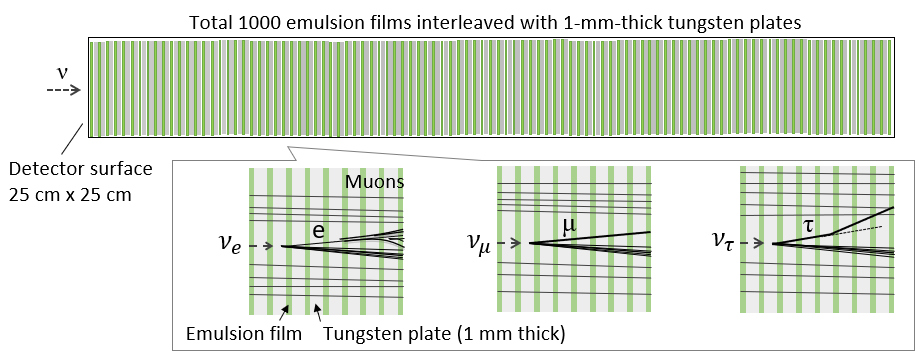 Total 1000 emulsion films interleaved with 1-mm-thick tungsten plates
ν
Detector surface
25 cm x 25 cm
Muons
e
μ
τ
νe
νμ
ντ
Emulsion film
Tungsten plate (1 mm thick)